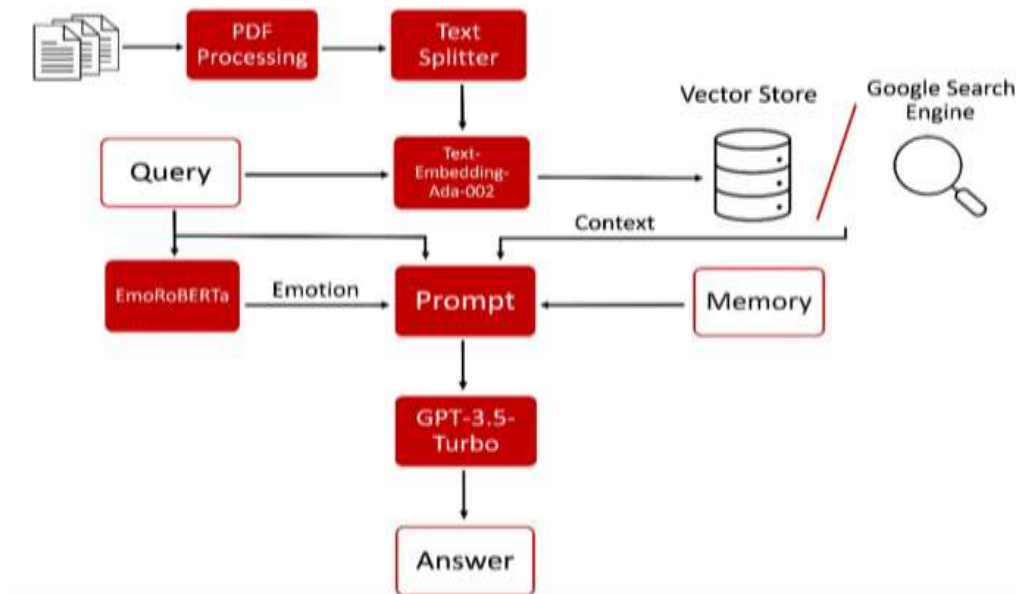 PDF
Processing
Text
Splitter
Vector Store
Google Search
Engine
Query
Text-
Embedding-
Ada-002
Context
EmoRoBERTa
Emotion
Prompt
Memory
GPT-3.5-
Turbo
Answer